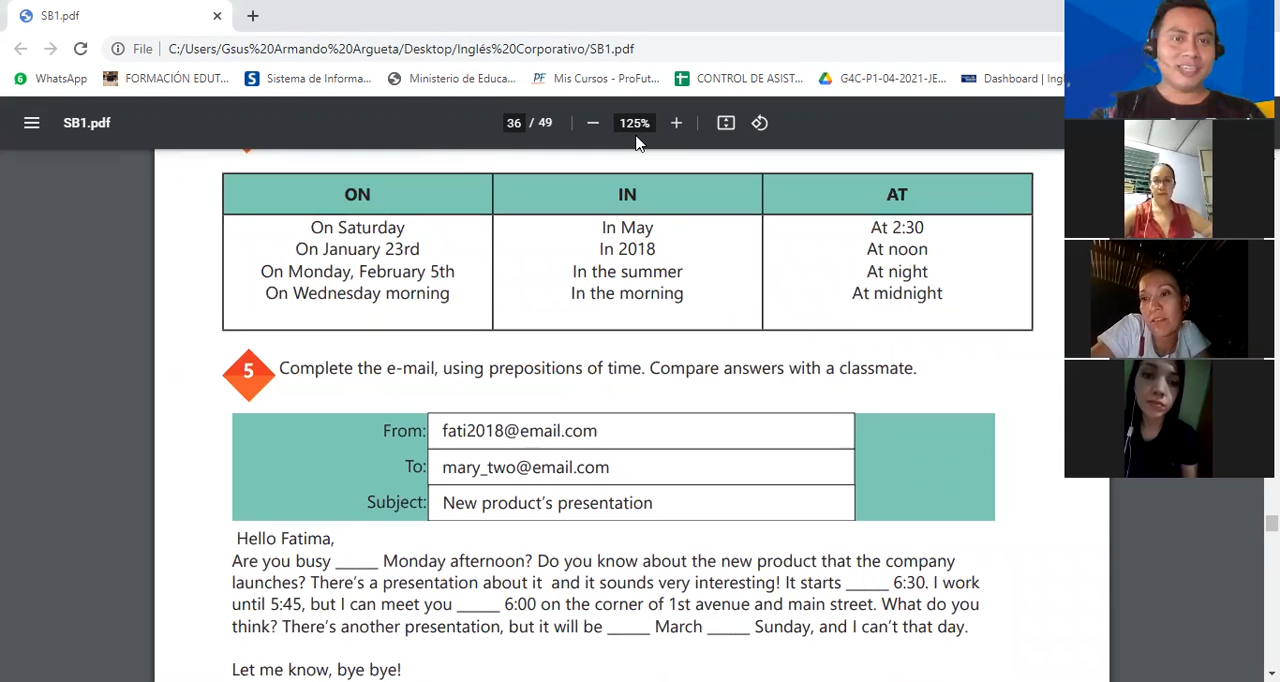 SB1.pdf
File C:/Users/Gsus%20Armando%20Argueta/Desktop/Inglés%20Corporativo/SB1.pdf
WhatsApp FORMACIÓN EDUT... Sistema de Informa... Ministerio de Educa... Mis Cursos - ProFut... CONTROL DE ASIST... G4C-P1-04-2021-JE... Dashboard | Ingl
SB1.pdf 36 / 49 125%
ON IN AT
On Saturday In May At 2:30
On January 23rd In 2018 At noon
On Monday, February 5th In the summer At night
On Wednesday morning In the morning At midnight
5 Complete the e-mail, using prepositions of time. Compare answers with a classmate.
From: fati2018@email.com
To: mary_two@email.com
Subject: New product's presentation
Hello Fatima,
Are you busy _____ Monday afternoon? Do you know about the new product that the company
launches? There's a presentation about it and it sounds very interesting! It starts _____ 6:30. I work
until 5:45, but I can meet you _____ 6:00 on the corner of 1st avenue and main street. What do you
think? There's another presentation, but it will be _____ March _____ Sunday, and I can't that day.
Let me know, bye bye!